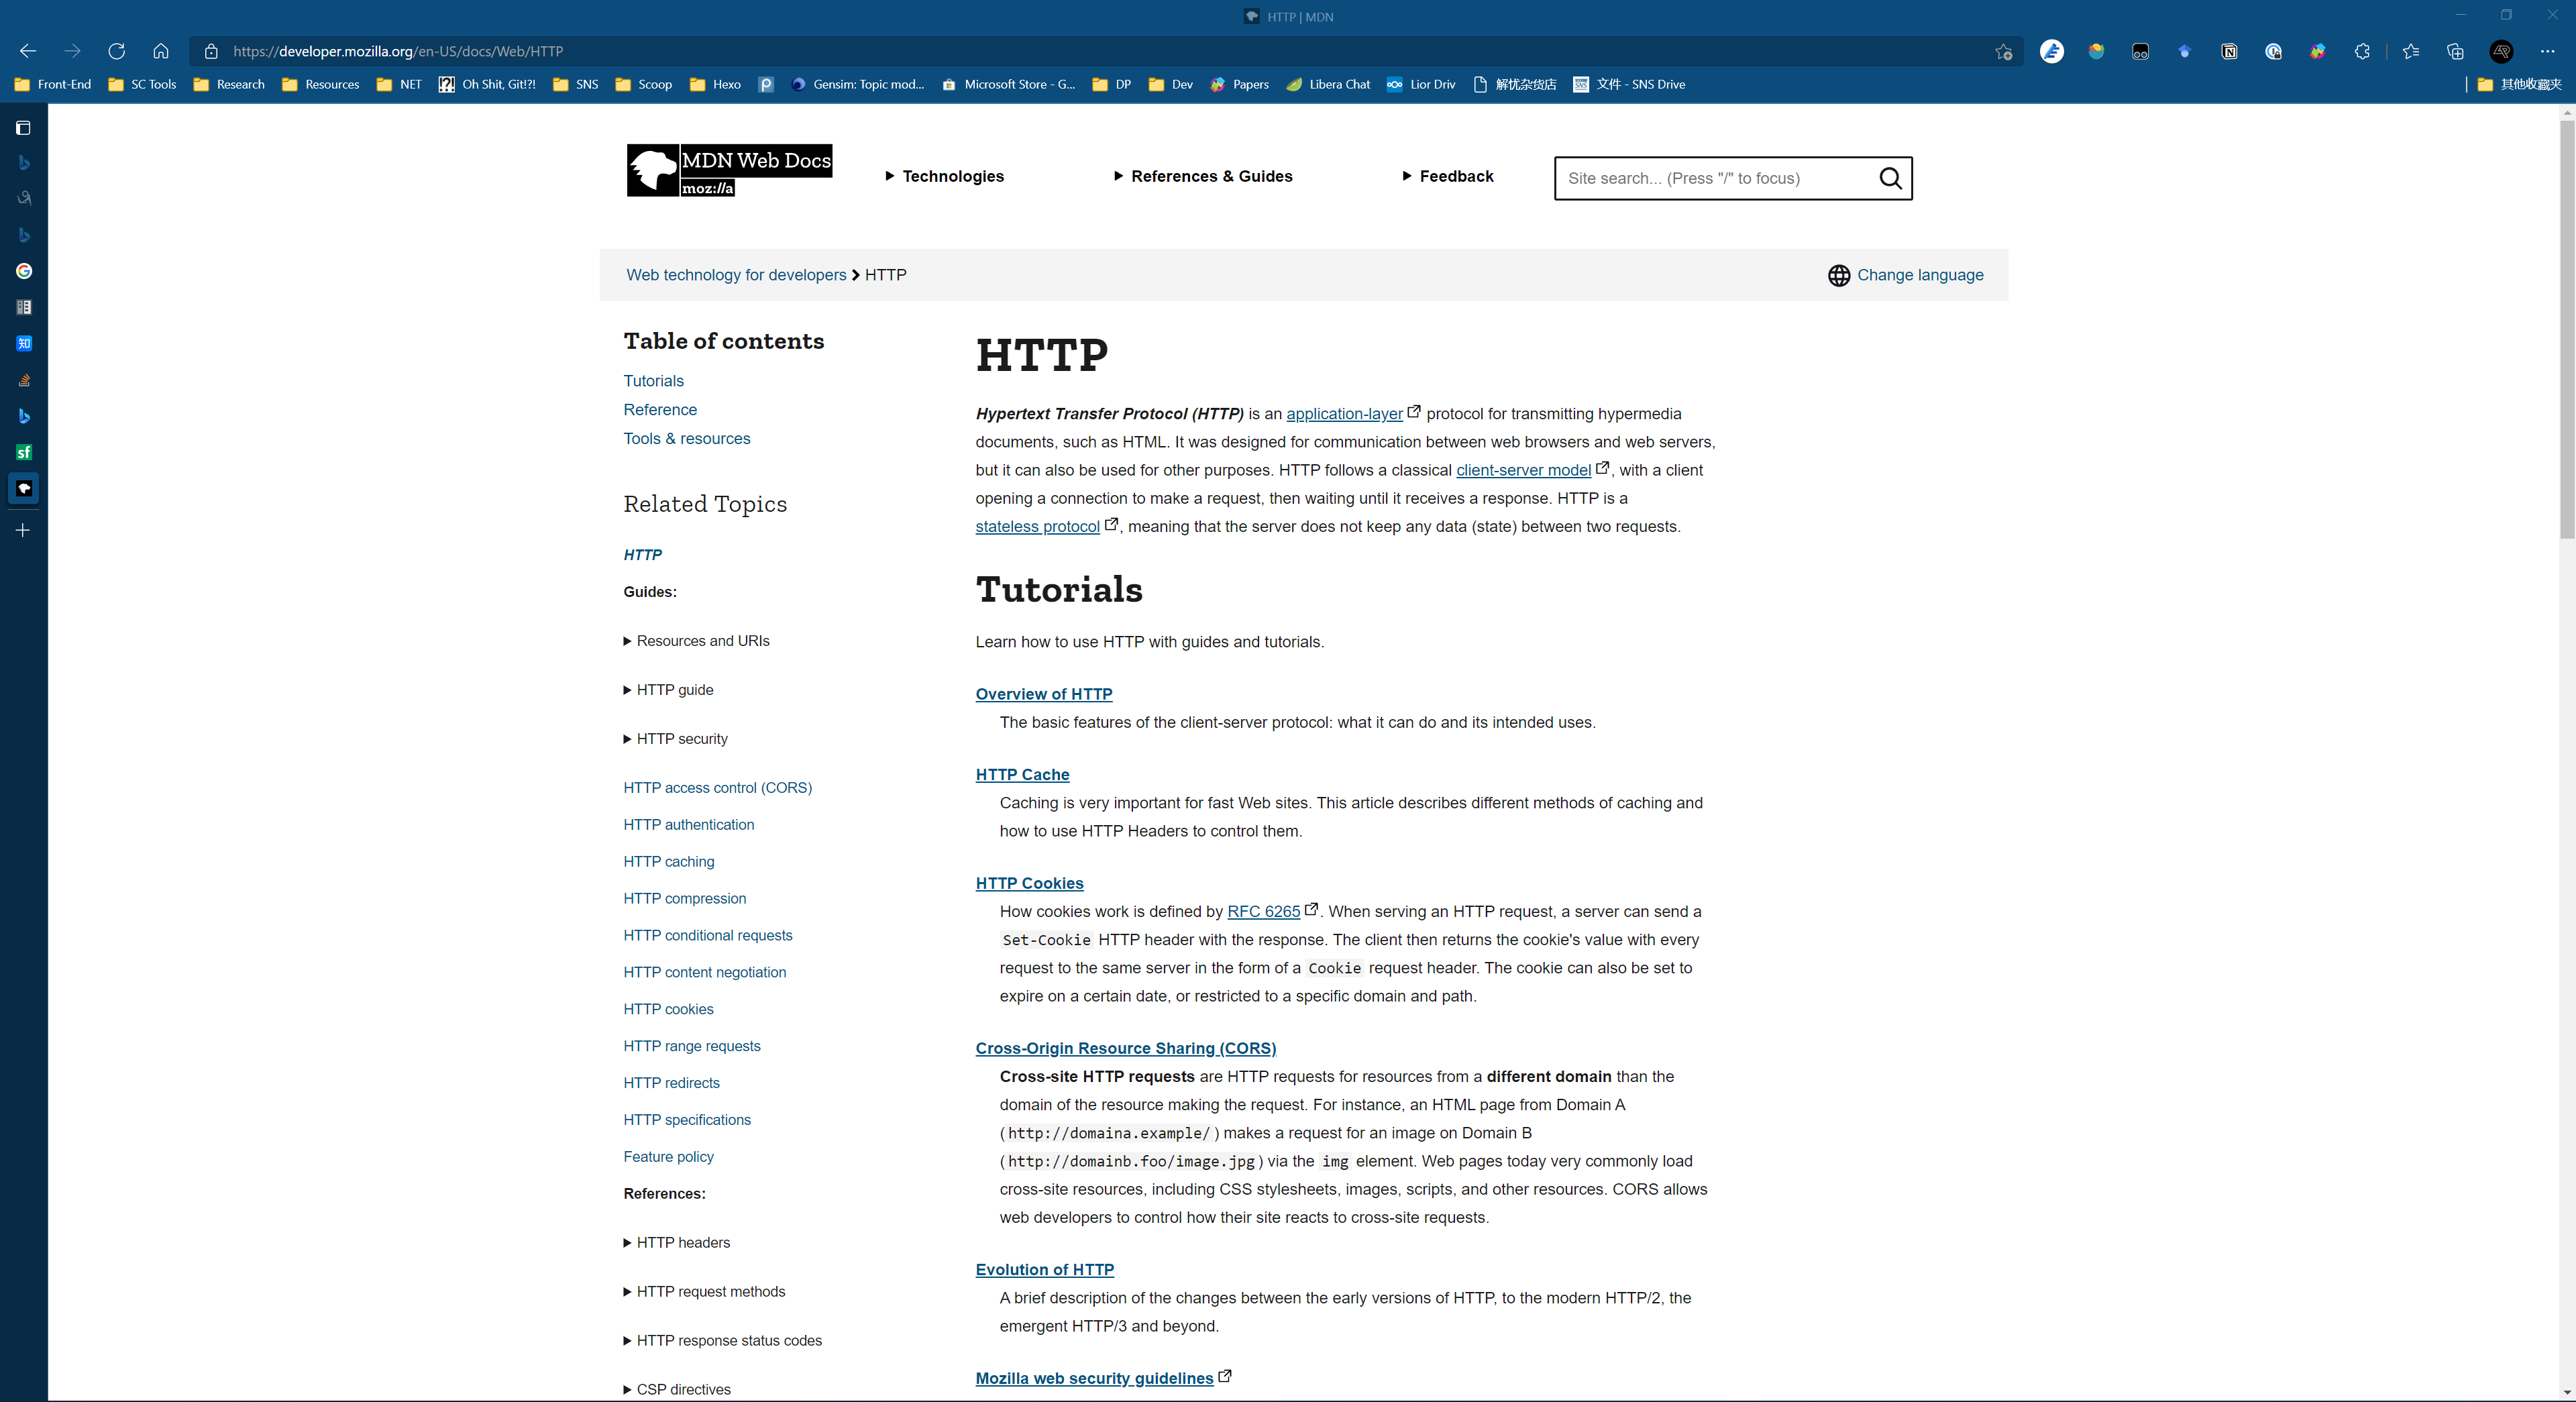 HTTP | MDN
https://developer.mozilla.org/en-US/docs/Web/HTTP
Front-End SC Tools Research Resources NET Oh Shit, Git!?! SNS Scoop Hexo Gensim: Topic mod... Microsoft Store - G... DP Dev Papers Libera Chat Lior Driv 解忧杂货店 文件 - SNS Drive 其他收藏夹
MDN Web Docs
moz://a
Technologies References & Guides Feedback Site search... (Press "/" to focus)
Web technology for developers HTTP Change language
Table of contents
Tutorials
Reference
Tools & resources
Related Topics
HTTP
Guides:
Resources and URIs
HTTP guide
HTTP security
HTTP access control (CORS)
HTTP authentication
HTTP caching
HTTP compression
HTTP conditional requests
HTTP content negotiation
HTTP cookies
HTTP range requests
HTTP redirects
HTTP specifications
Feature policy
References:
HTTP headers
HTTP request methods
HTTP response status codes
CSP directives
HTTP
Hypertext Transfer Protocol (HTTP) is an application-layer protocol for transmitting hypermedia
documents, such as HTML. It was designed for communication between web browsers and web servers,
but it can also be used for other purposes. HTTP follows a classical client-server model, with a client
opening a connection to make a request, then waiting until it receives a response. HTTP is a
stateless protocol, meaning that the server does not keep any data (state) between two requests.
Tutorials
Learn how to use HTTP with guides and tutorials.
Overview of HTTP
The basic features of the client-server protocol: what it can do and its intended uses.
HTTP Cache
Caching is very important for fast Web sites. This article describes different methods of caching and
how to use HTTP Headers to control them.
HTTP Cookies
How cookies work is defined by RFC 6265. When serving an HTTP request, a server can send a
Set-Cookie HTTP header with the response. The client then returns the cookie's value with every
request to the same server in the form of a Cookie request header. The cookie can also be set to
expire on a certain date, or restricted to a specific domain and path.
Cross-Origin Resource Sharing (CORS)
Cross-site HTTP requests are HTTP requests for resources from a different domain than the
domain of the resource making the request. For instance, an HTML page from Domain A
(http://domaina.example/) makes a request for an image on Domain B
(http://domainb.foo/image.jpg) via the img element. Web pages today very commonly load
cross-site resources, including CSS stylesheets, images, scripts, and other resources. CORS allows
web developers to control how their site reacts to cross-site requests.
Evolution of HTTP
A brief description of the changes between the early versions of HTTP, to the modern HTTP/2, the
emergent HTTP/3 and beyond.
Mozilla web security guidelines